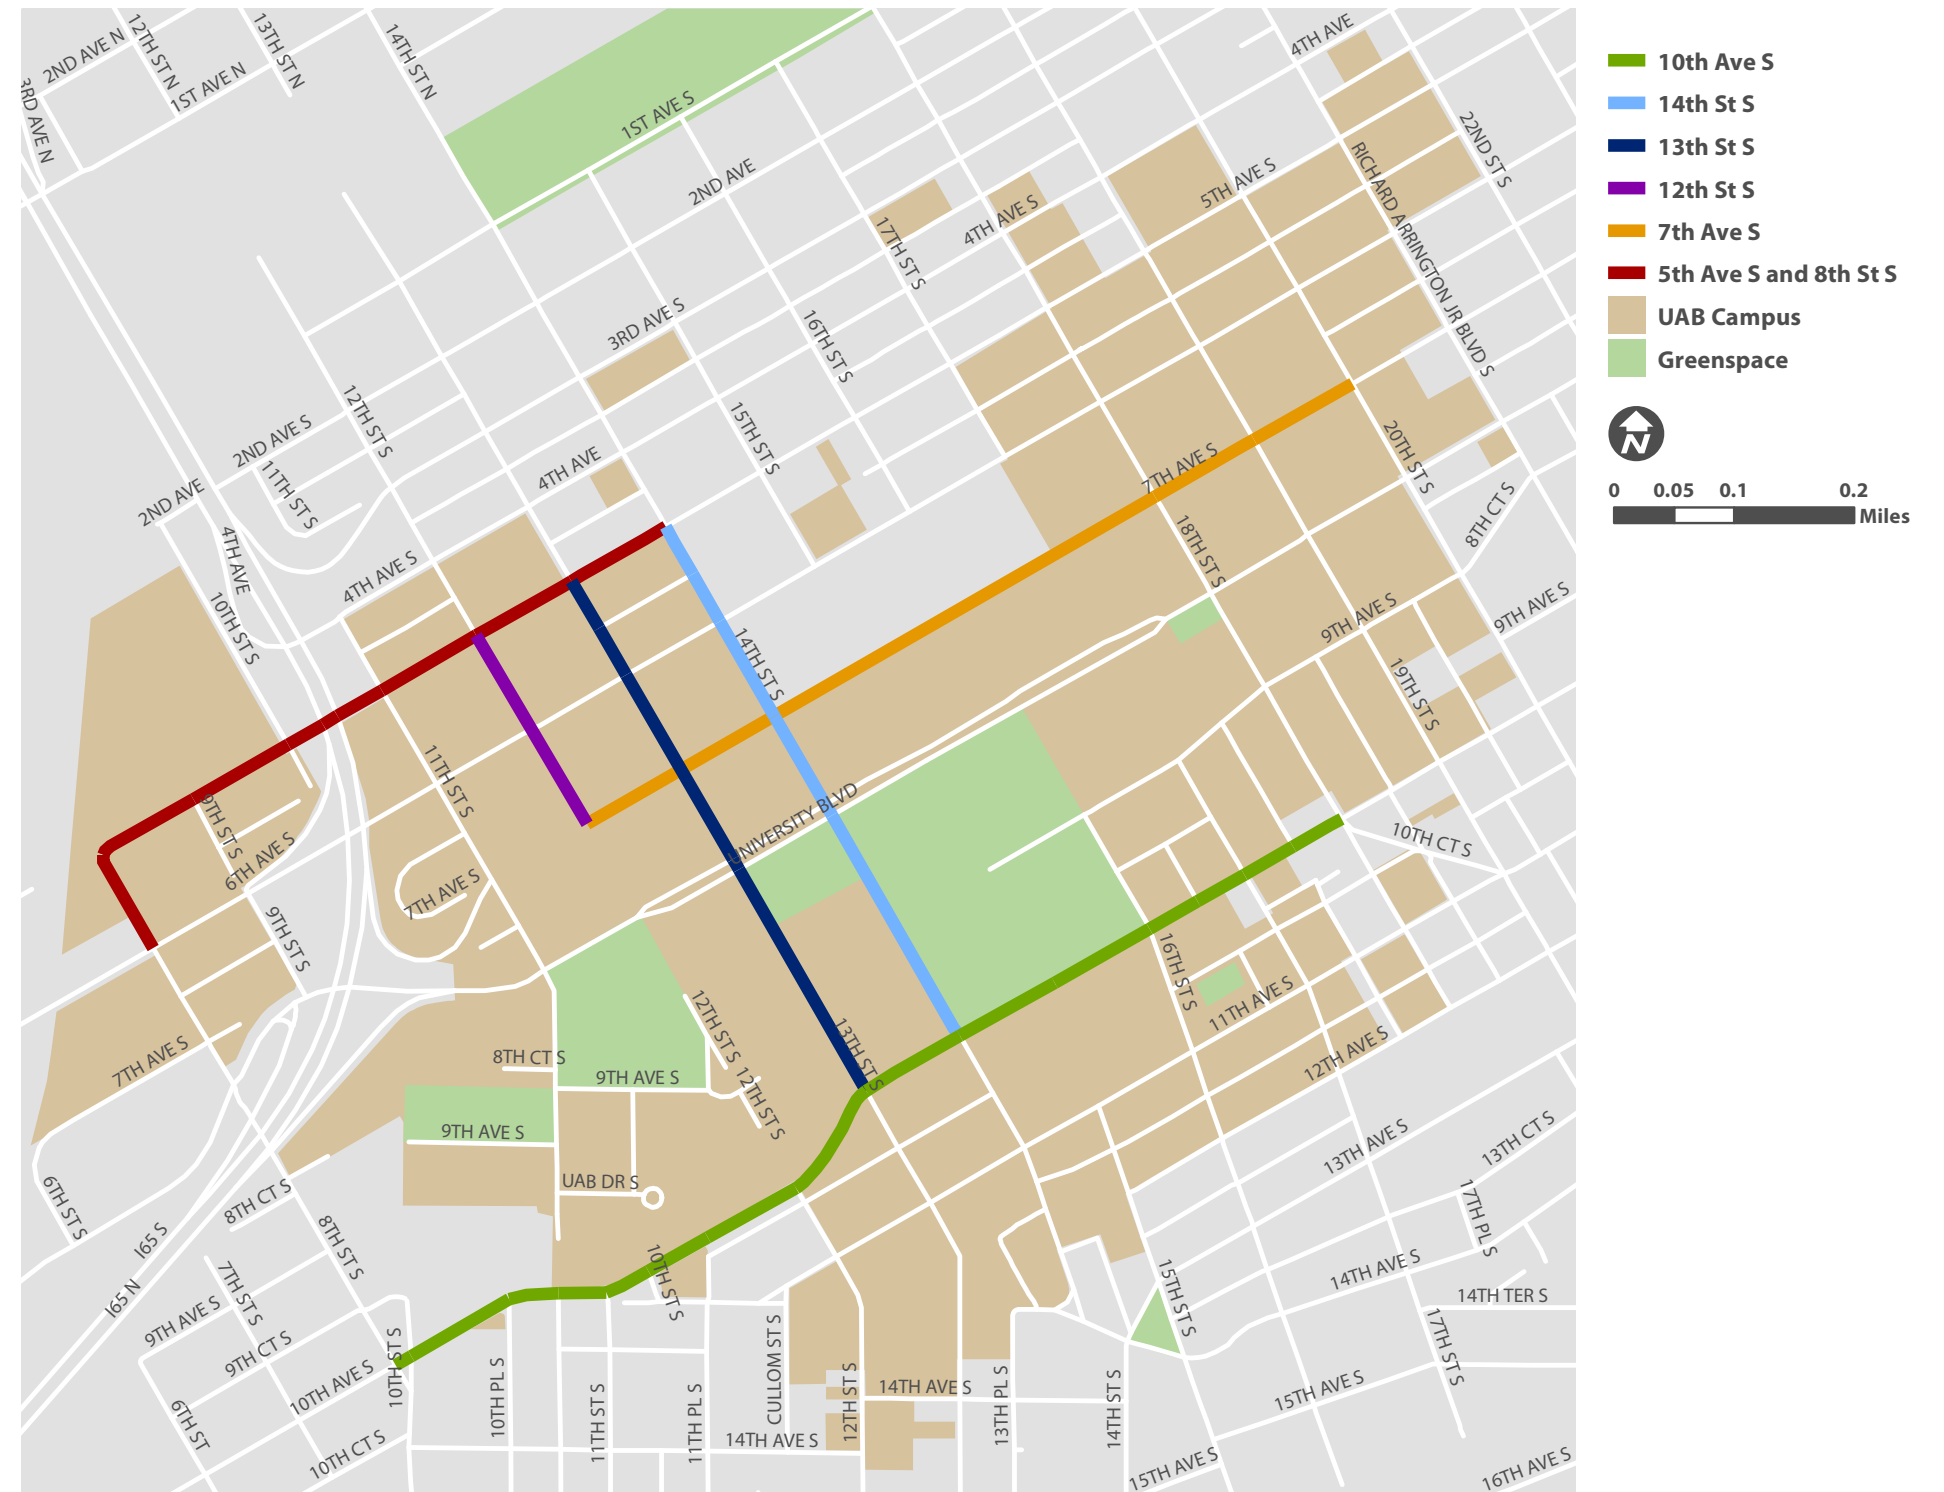 10th Ave S
14th St S
13th St S
12th St S
7th Ave S
5th Ave S and 8th St S
UAB Campus
Greenspace
N
0 0.05 0.1 0.2
Miles
2ND AVE N
12TH ST N
13TH ST N
14TH ST N
4TH AVE
3RD AVE N
1ST AVE N
1ST AVE S
22ND ST S
2ND AVE
5TH AVE S
RICHARD ARRINGTON JR BLVD S
4TH AVE S
17TH ST S
3RD AVE S
16TH ST S
12TH ST S
2ND AVE S
11TH ST S
15TH ST S
4TH AVE
2ND AVE
7TH AVE S
20TH ST S
8TH CT S
18TH ST S
4TH AVE
4TH AVE S
10TH ST S
9TH AVE S
9TH AVE S
14TH ST S
19TH ST S
11TH ST S
9TH ST S
6TH AVE S
UNIVERSITY BLVD
10TH CT S
7TH AVE S
9TH ST S
16TH ST S
11TH AVE S
12TH ST S
13TH ST S
7TH AVE S
8TH CT S
9TH AVE S
12TH ST S
12TH AVE S
9TH AVE S
13TH AVE S
13TH CT S
UAB DR S
6TH ST S
8TH CT S
8TH ST S
I65 S
17TH PL S
10TH ST S
7TH ST S
I65 N
15TH ST S
14TH AVE S
14TH TER S
9TH AVE S
9TH CT S
10TH ST S
17TH ST S
10TH AVE S
10TH PL S
11TH ST S
11TH PL S
CULLOM ST S
12TH ST S
14TH AVE S
13TH PL S
14TH ST S
15TH AVE S
6TH ST
10TH CT S
14TH AVE S
15TH AVE S
16TH AVE S